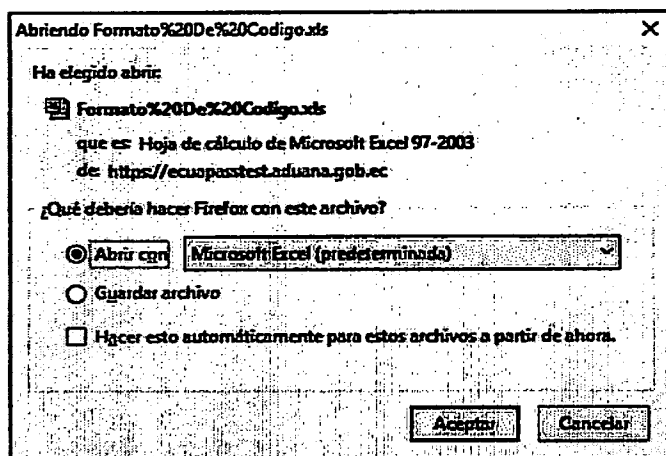 Abriendo Formato%20De%20Codigo.xls
Ha elegido abrir:
Formato%20De%20Codigo.xls
que es: Hoja de cálculo de Microsoft Excel 97-2003
de: https://ecuapasstest.aduana.gob.ec
¿Qué debería hacer Firefox con este archivo?
Abrir con Microsoft Excel (predeterminada)
Guardar archivo
Hacer esto automáticamente para estos archivos a partir de ahora.
Aceptar Cancelar